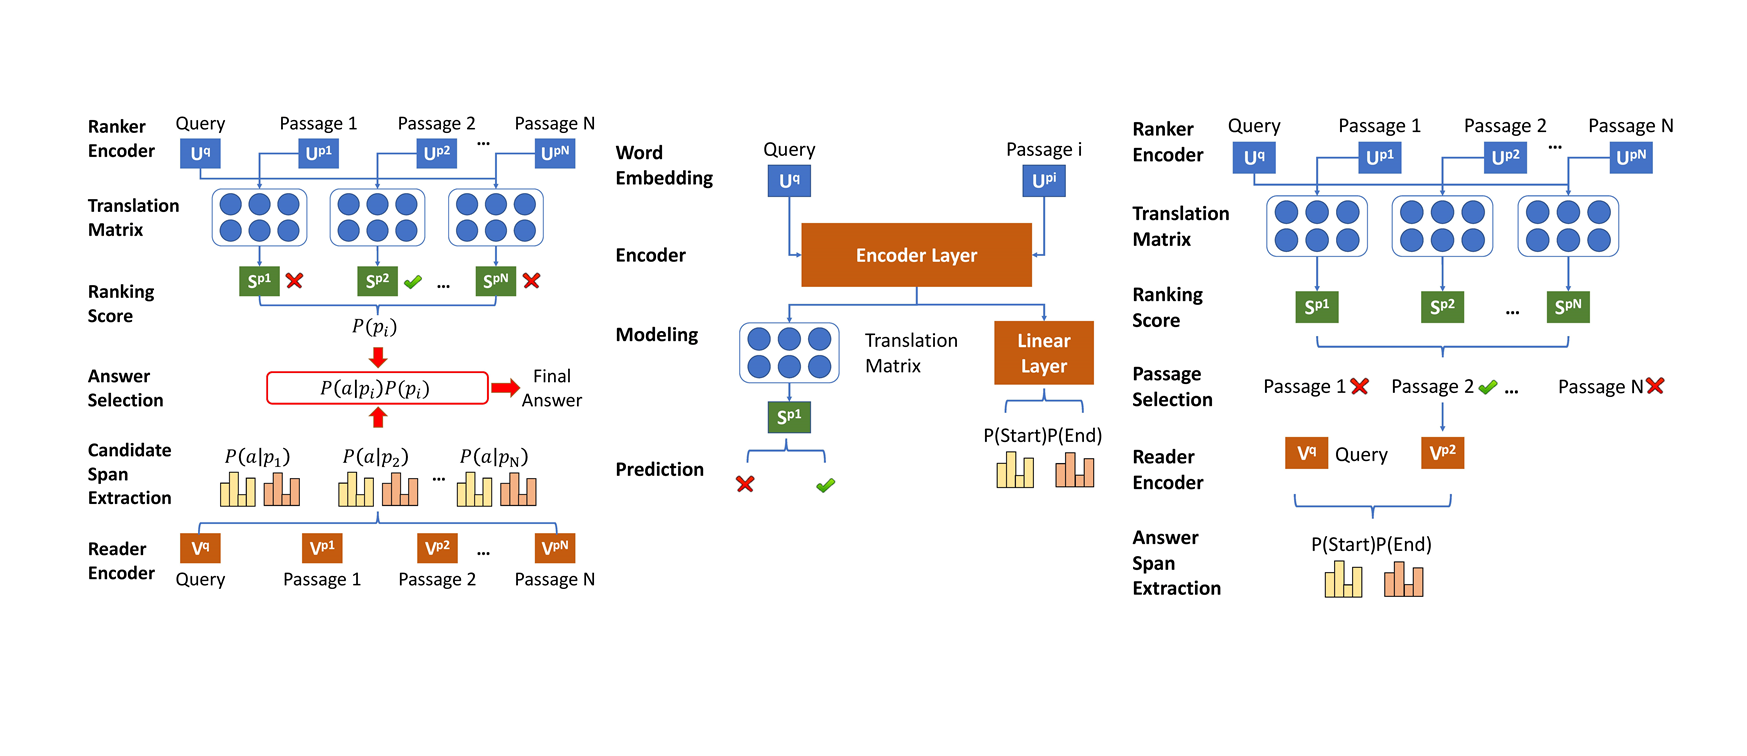 Ranker
Encoder
Query
Passage 1
Passage 2
...
Passage N
U^q
U^p1
U^p2
U^pN
Translation
Matrix
Ranking
Score
S^p1
S^p2
...
S^pN
P(p_i)
Answer
Selection
P(a|p_i)P(p_i)
Final
Answer
Candidate
Span
Extraction
P(a|p_1)
P(a|p_2)
...
P(a|p_N)
Reader
Encoder
V^q
V^p1
V^p2
...
V^pN
Query
Passage 1
Passage 2
Passage N
Word
Embedding
Query
Passage i
U^q
U^pi
Encoder
Encoder Layer
Modeling
Translation
Matrix
Linear
Layer
S^p1
P(Start)P(End)
Prediction
Ranker
Encoder
Query
Passage 1
Passage 2
...
Passage N
U^q
U^p1
U^p2
U^pN
Translation
Matrix
Ranking
Score
S^p1
S^p2
...
S^pN
Passage
Selection
Passage 1
Passage 2
...
Passage N
Reader
Encoder
V^q
Query
V^p2
Answer
Span
Extraction
P(Start)P(End)